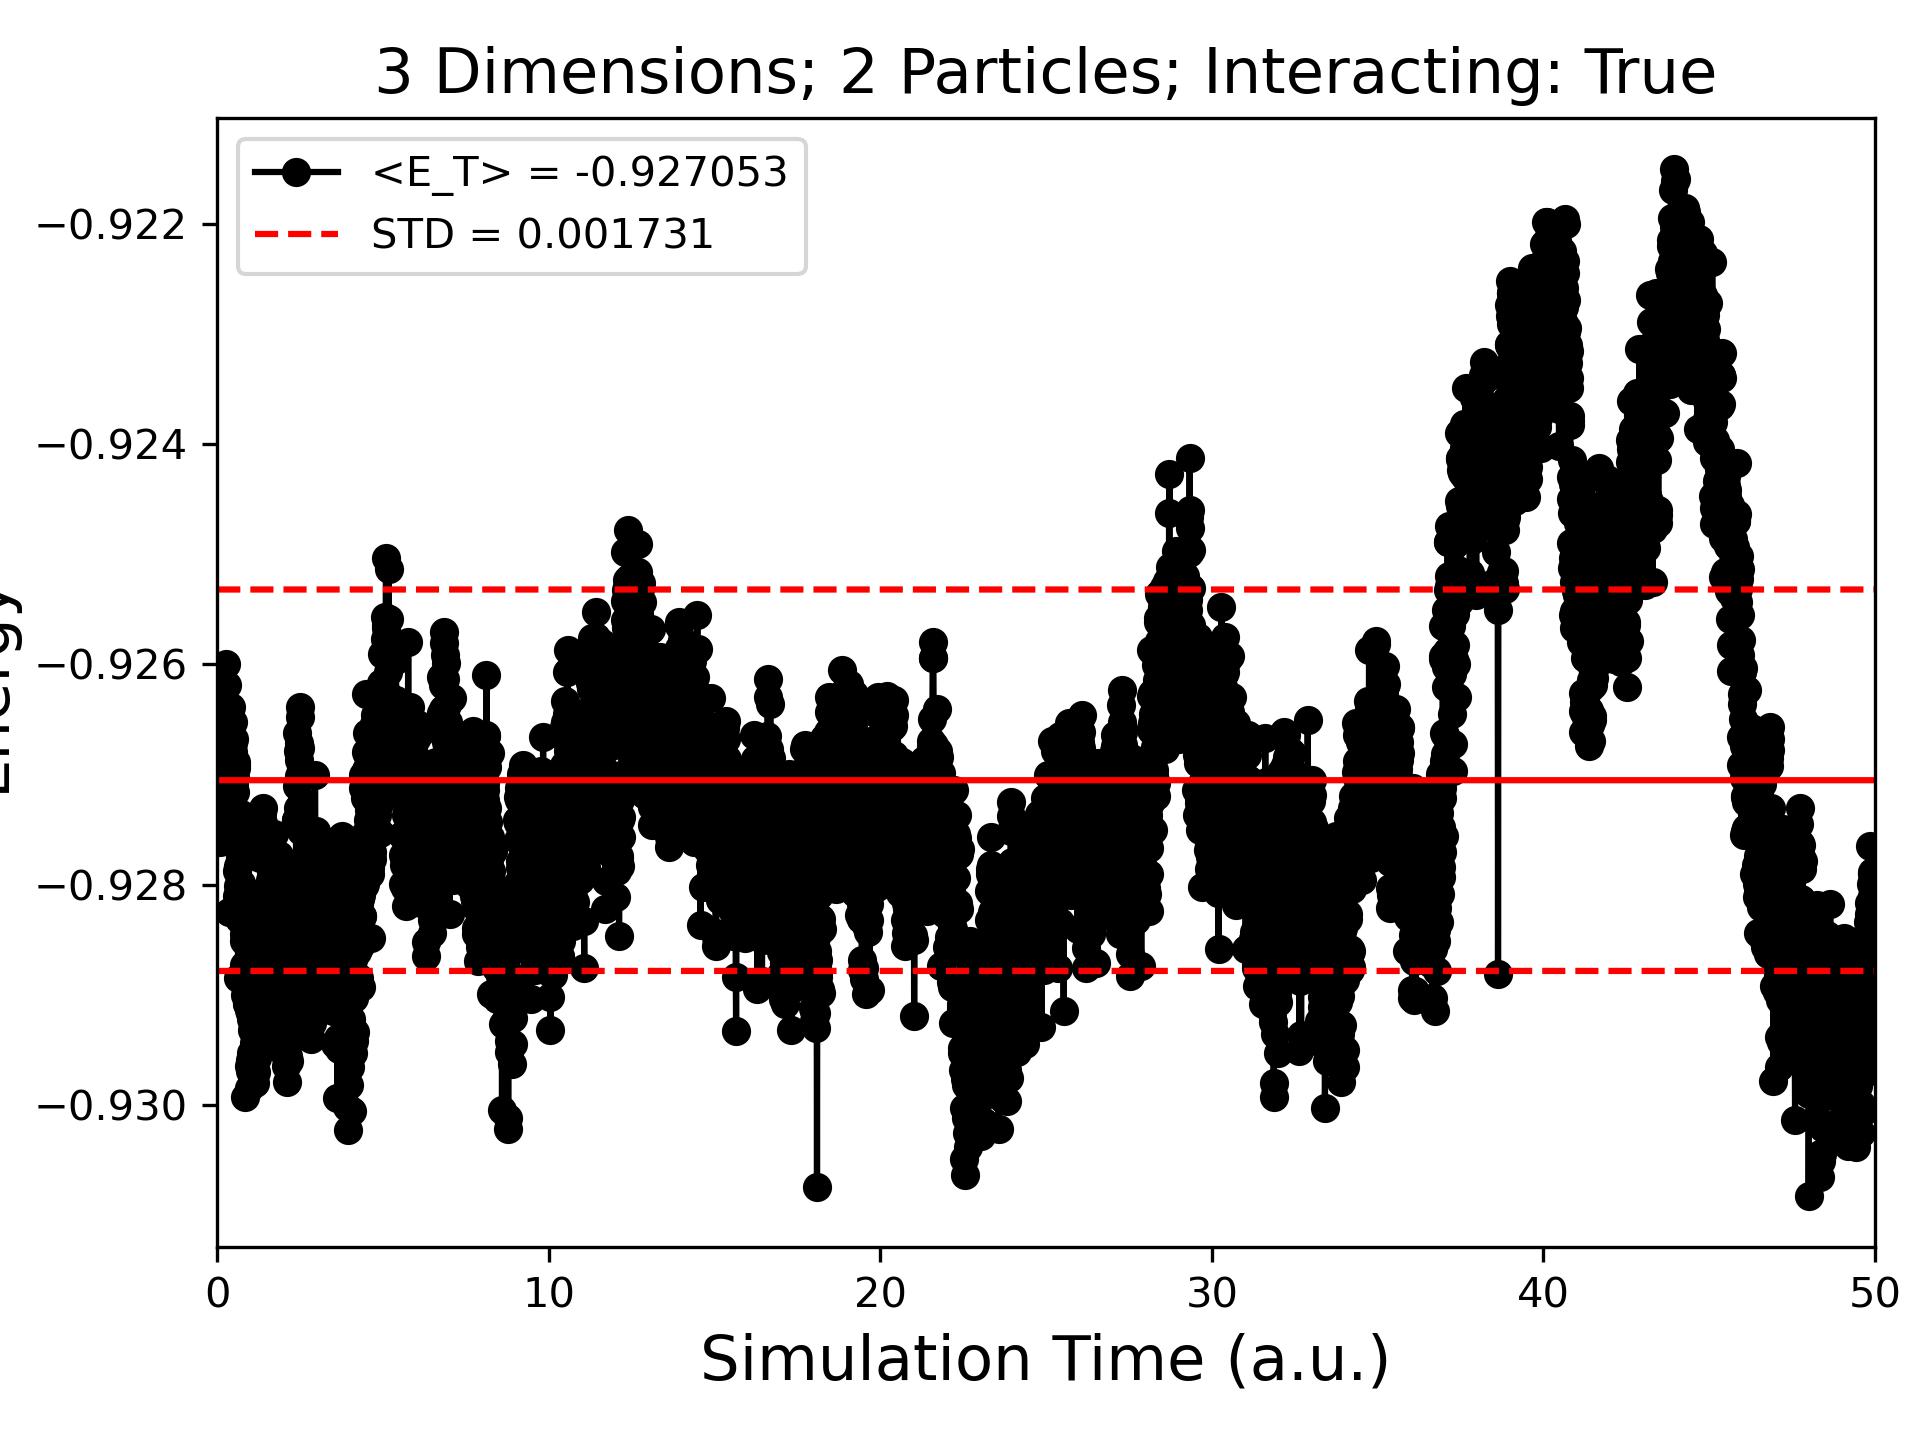 3 Dimensions; 2 Particles; Interacting: True
<E_T> = -0.927053
STD = 0.001731
−0.922
−0.924
−0.926
−0.928
−0.930
Energy
0 10 20 30 40 50
Simulation Time (a.u.)